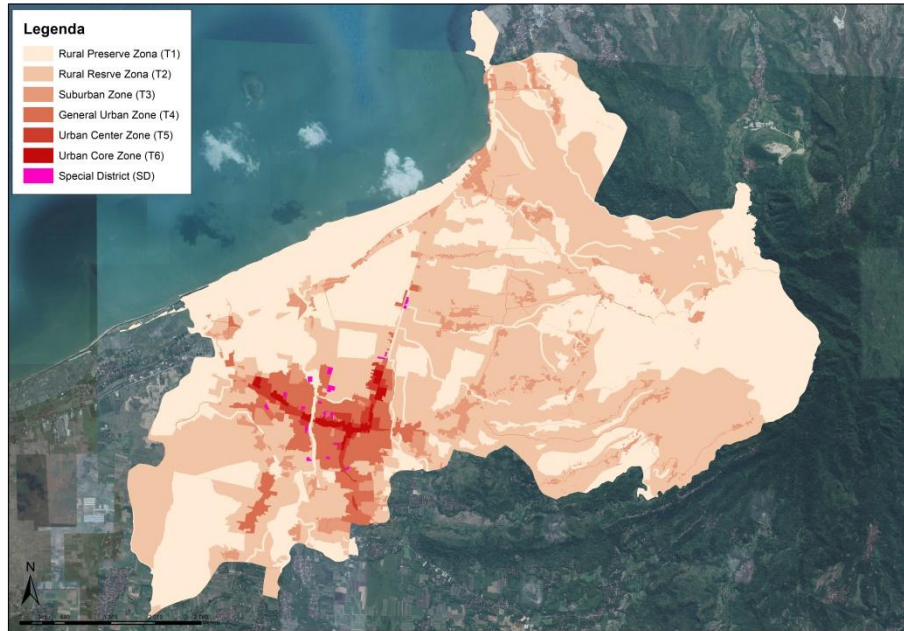 Legenda
Rural Preserve Zona (T1)
Rural Resrve Zona (T2)
Suburban Zone (T3)
General Urban Zone (T4)
Urban Center Zone (T5)
Urban Core Zone (T6)
Special District (SD)
N